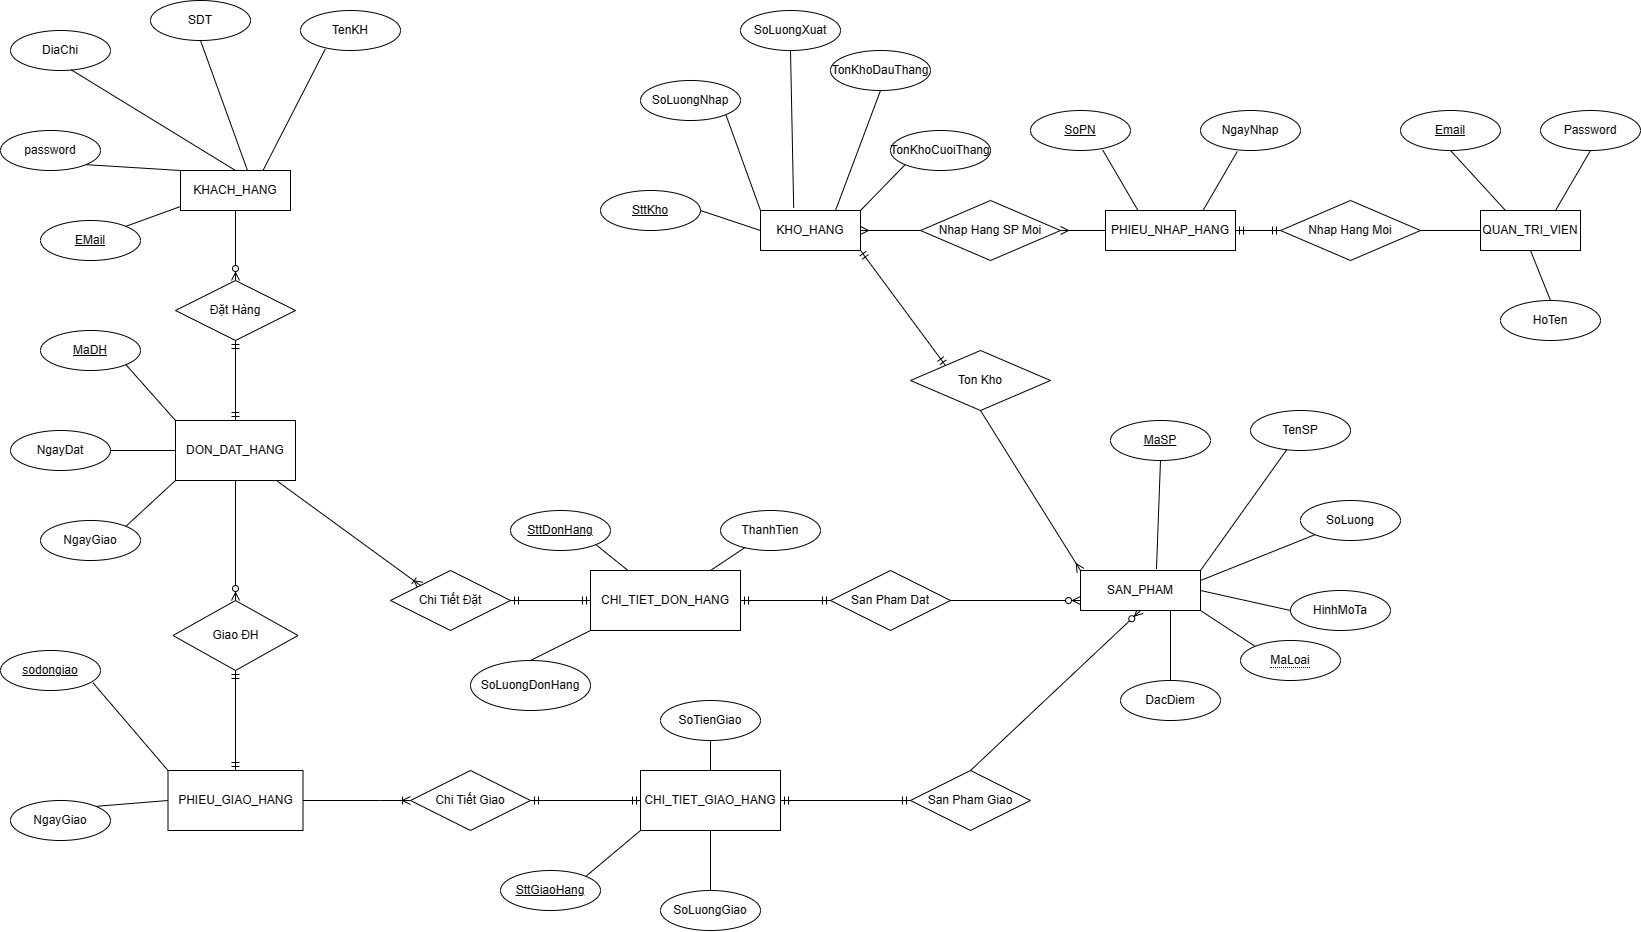 SDT
TenKH
DiaChi
password
KHACH_HANG
EMail
Đặt Hàng
MaDH
NgayDat
DON_DAT_HANG
NgayGiao
Giao ĐH
sodongiao
PHIEU_GIAO_HANG
NgayGiao
Chi Tiết Đặt
SttDonHang
ThanhTien
CHI_TIET_DON_HANG
SoLuongDonHang
San Pham Dat
Chi Tiết Giao
SoTienGiao
CHI_TIET_GIAO_HANG
SttGiaoHang
SoLuongGiao
San Pham Giao
SoLuongXuat
TonKhoDauThang
SoLuongNhap
TonKhoCuoiThang
SttKho
KHO_HANG
Nhap Hang SP Moi
SoPN
NgayNhap
PHIEU_NHAP_HANG
Nhap Hang Moi
Email
Password
QUAN_TRI_VIEN
HoTen
Ton Kho
MaSP
TenSP
SoLuong
SAN_PHAM
HinhMoTa
MaLoai
DacDiem